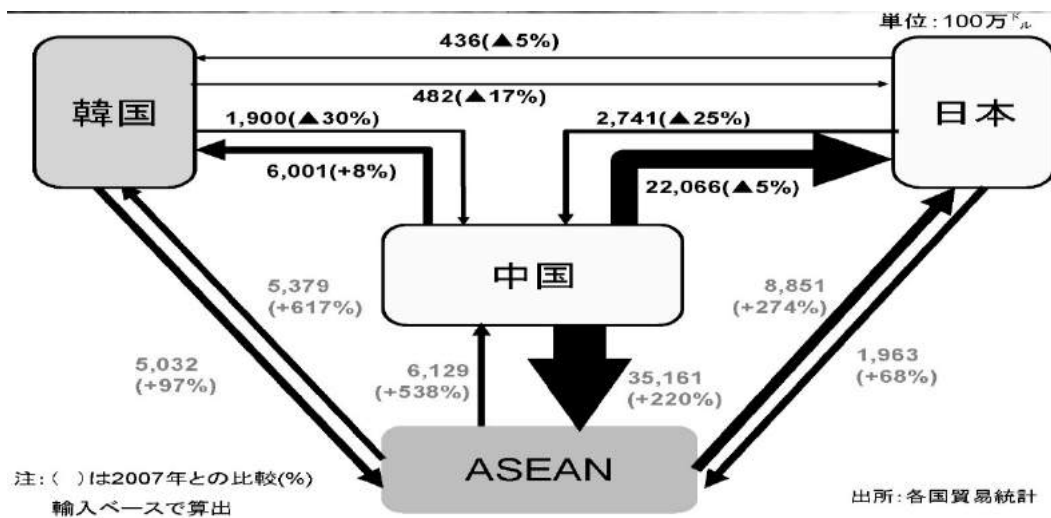 単位:100万㌦
436(▲5%)
韓国
日本
482(▲17%)
1,900(▲30%)
2,741(▲25%)
6,001(+8%)
22,066(▲5%)
中国
5,379
(+617%)
8,851
(+274%)
5,032
(+97%)
6,129
(+538%)
35,161
(+220%)
1,963
(+68%)
ASEAN
注:( )は2007年との比較(%)
輸入ベースで算出
出所:各国貿易統計